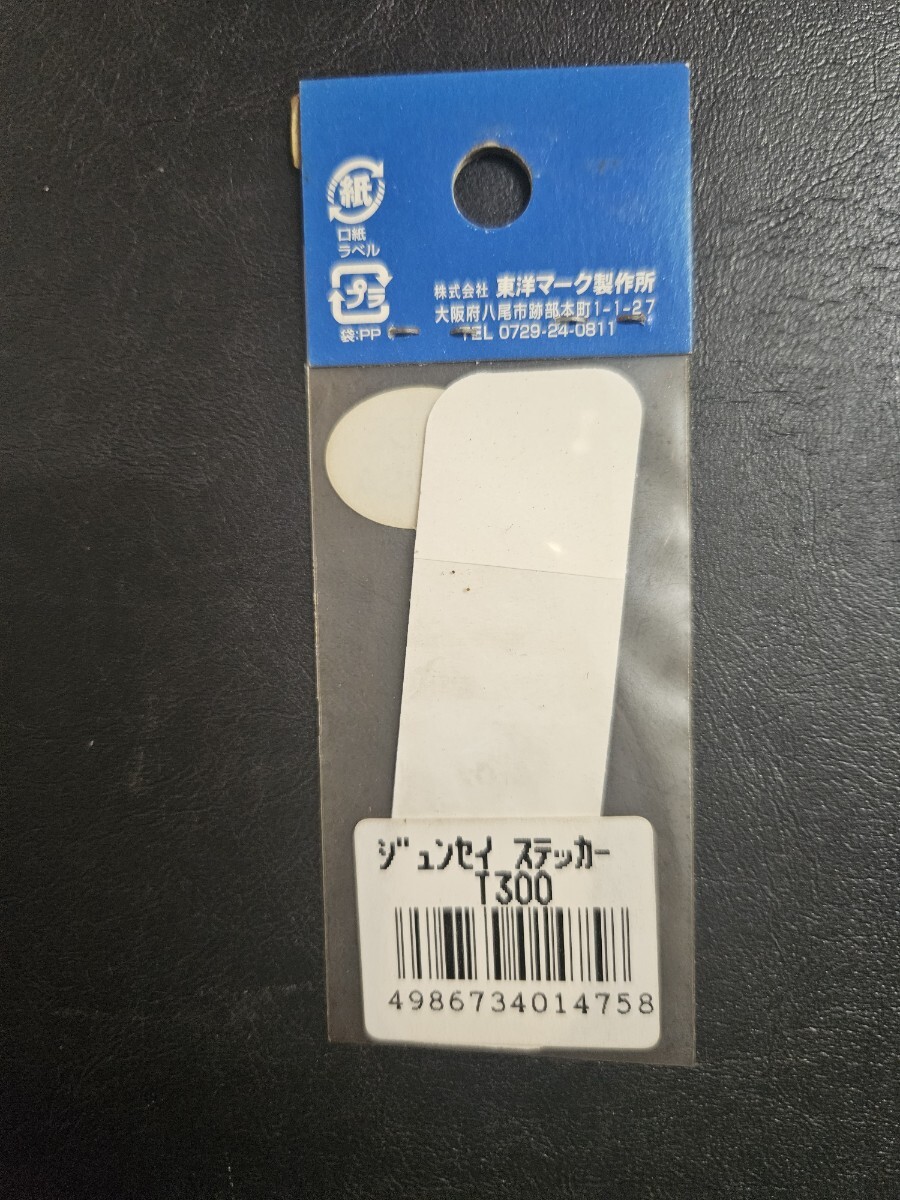 紙
口紙
ラベル
プラ
袋:PP
株式会社 東洋マーク製作所
大阪府八尾市跡部本町1-1-27
TEL 0729-24-0811
ジュンセイ ステッカー
T300
4986734014758